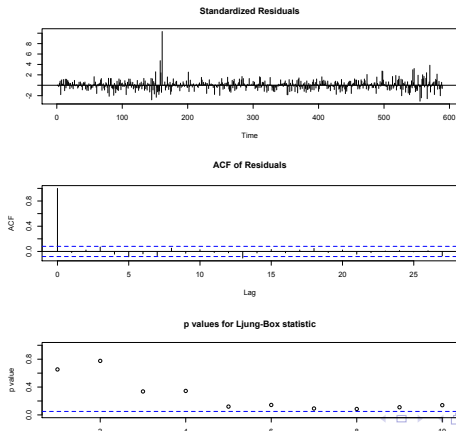 Standardized Residuals
-2 2 4 6 8
0 100 200 300 400 500 600
Time
ACF of Residuals
ACF
0.0 0.4 0.8
0 5 10 15 20 25
Lag
p values for Ljung-Box statistic
p value
0.0 0.4 0.8
2 4 6 8 10